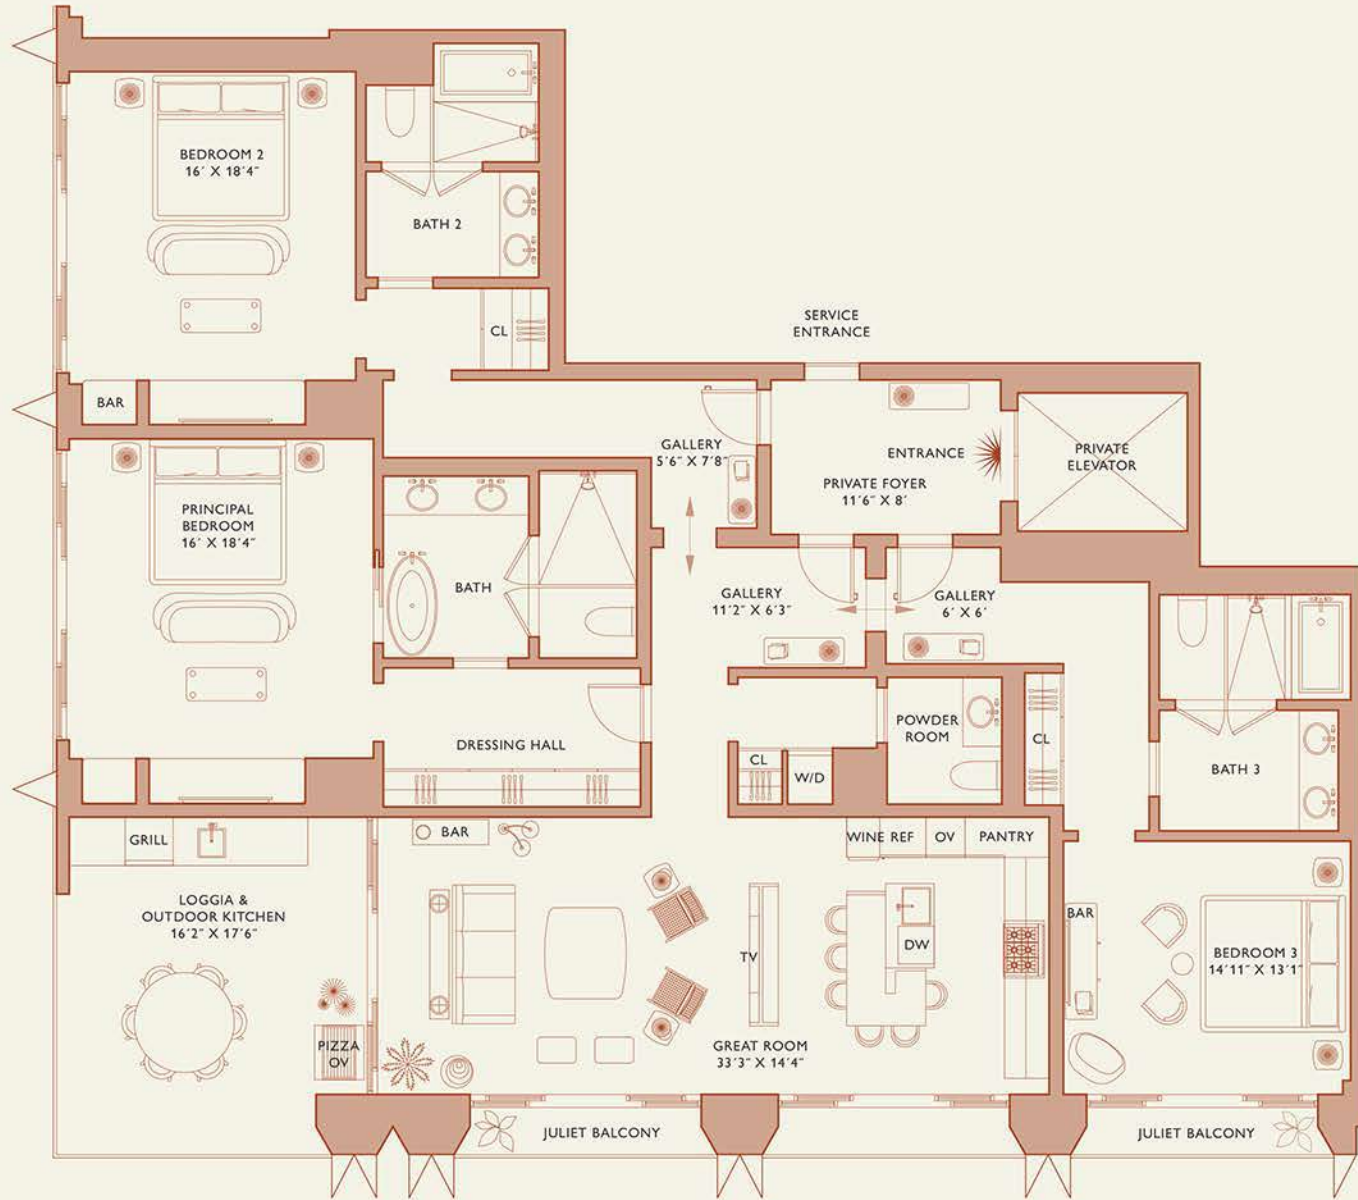 BEDROOM 2
16' X 18'4"
BATH 2
CL
SERVICE
ENTRANCE
BAR
GALLERY
5'6" X 7'8"
ENTRANCE
PRIVATE
ELEVATOR
PRIVATE FOYER
11'6" X 8'
PRINCIPAL
BEDROOM
16' X 18'4"
BATH
GALLERY
11'2" X 6'3"
GALLERY
6' X 6'
DRESSING HALL
POWDER
ROOM
CL
CL
W/D
BATH 3
GRILL
BAR
WINE REF
OV
PANTRY
LOGGIA &
OUTDOOR KITCHEN
16'2" X 17'6"
TV
DW
BAR
BEDROOM 3
14'11" X 13'1"
PIZZA
OV
GREAT ROOM
33'3" X 14'4"
JULIET BALCONY
JULIET BALCONY